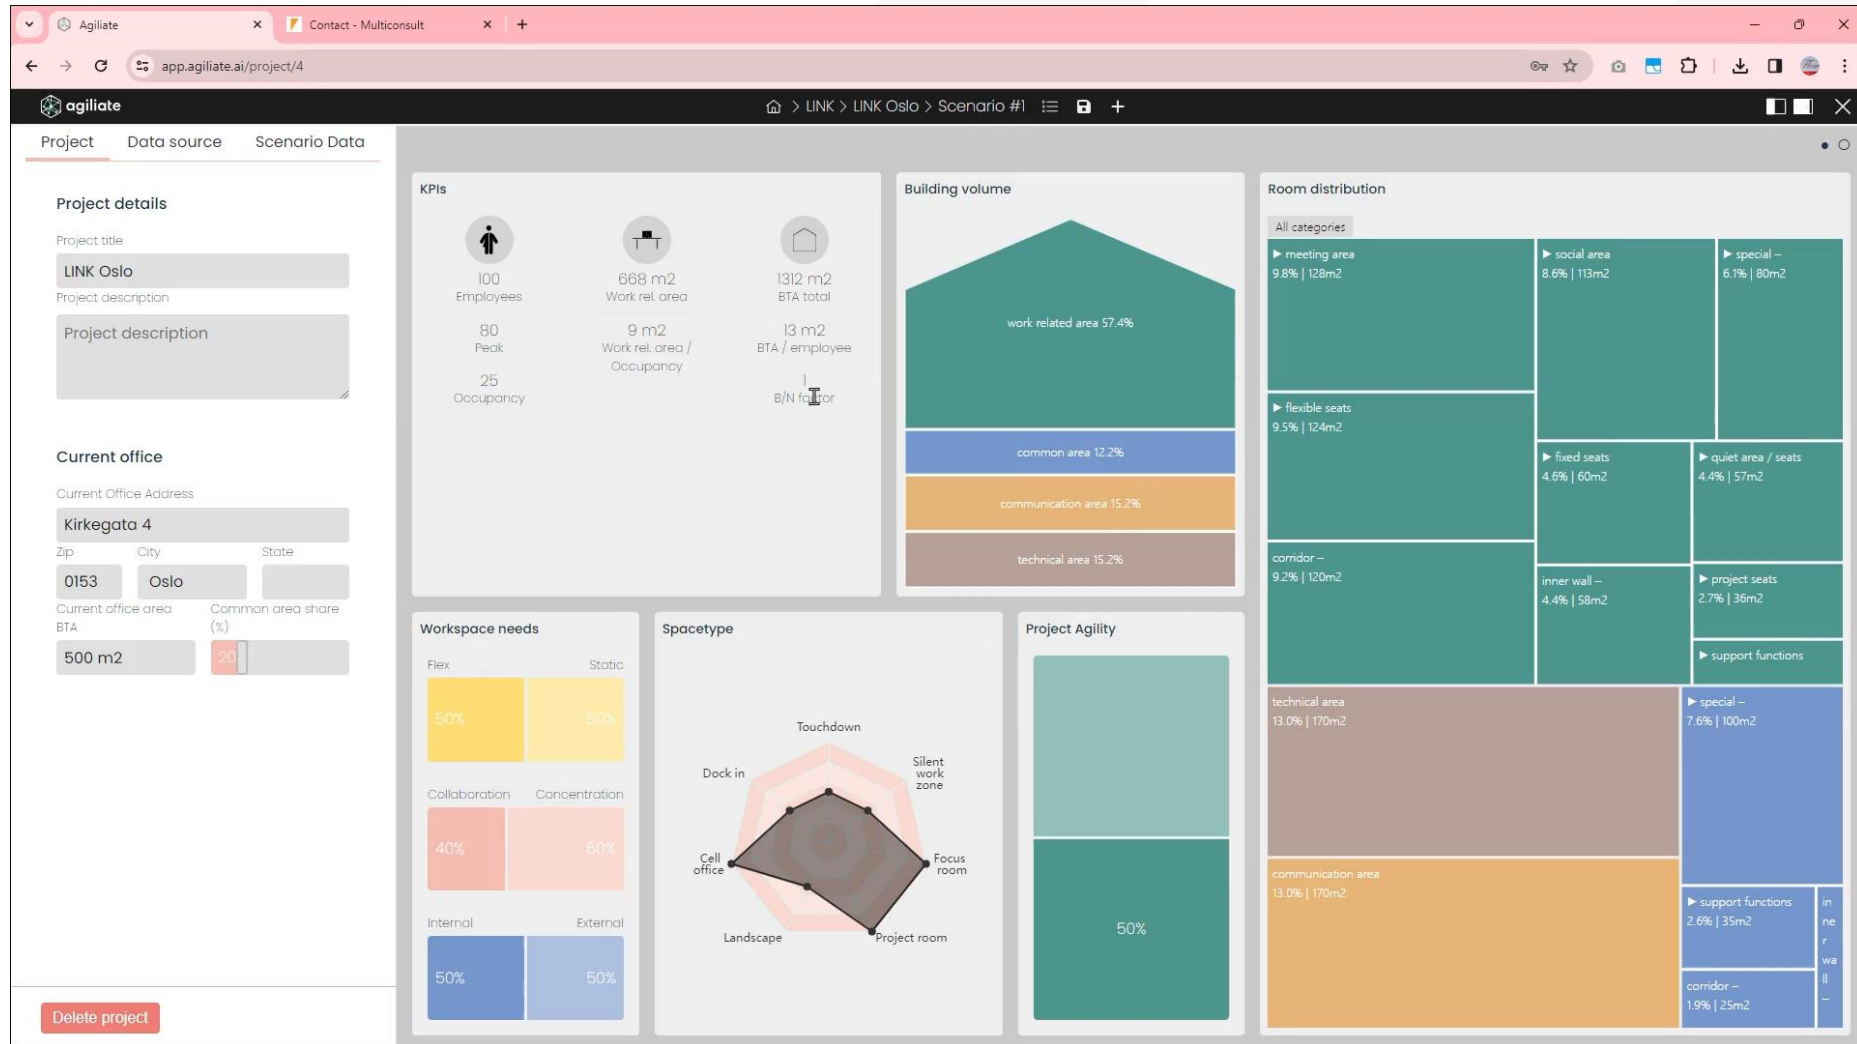 Agiliate
Contact - Multiconsult
app.agiliate.ai/project/4
agiliate
> LINK > LINK Oslo > Scenario #1
Project
Data source
Scenario Data
Project details
Project title
LINK Oslo
Project description
Project description
Current office
Current Office Address
Kirkegata 4
Zip
City
State
0153
Oslo
Current office area
BTA
Common area share
(%)
500 m2
20
Delete project
KPIs
100
Employees
668 m2
Work rel. area
1312 m2
BTA total
80
Peak
9 m2
Work rel. area /
Occupancy
13 m2
BTA / employee
25
Occupancy
1
B/N factor
Building volume
work related area 57.4%
common area 12.2%
communication area 15.2%
technical area 15.2%
Room distribution
All categories
meeting area
9.8% | 128m2
social area
8.6% | 113m2
special –
6.1% | 80m2
flexible seats
9.5% | 124m2
fixed seats
4.6% | 60m2
quiet area / seats
4.4% | 57m2
corridor –
9.2% | 120m2
inner wall –
4.4% | 58m2
project seats
2.7% | 36m2
support functions
technical area
13.0% | 170m2
special –
7.6% | 100m2
communication area
13.0% | 170m2
support functions
2.6% | 35m2
in
ne
r
wa
ll
–
corridor –
1.9% | 25m2
Workspace needs
Flex
Static
50%
50%
Collaboration
Concentration
40%
60%
Internal
External
50%
50%
Spacetype
Touchdown
Silent
work
zone
Dock in
Cell
office
Focus
room
Landscape
Project room
Project Agility
50%